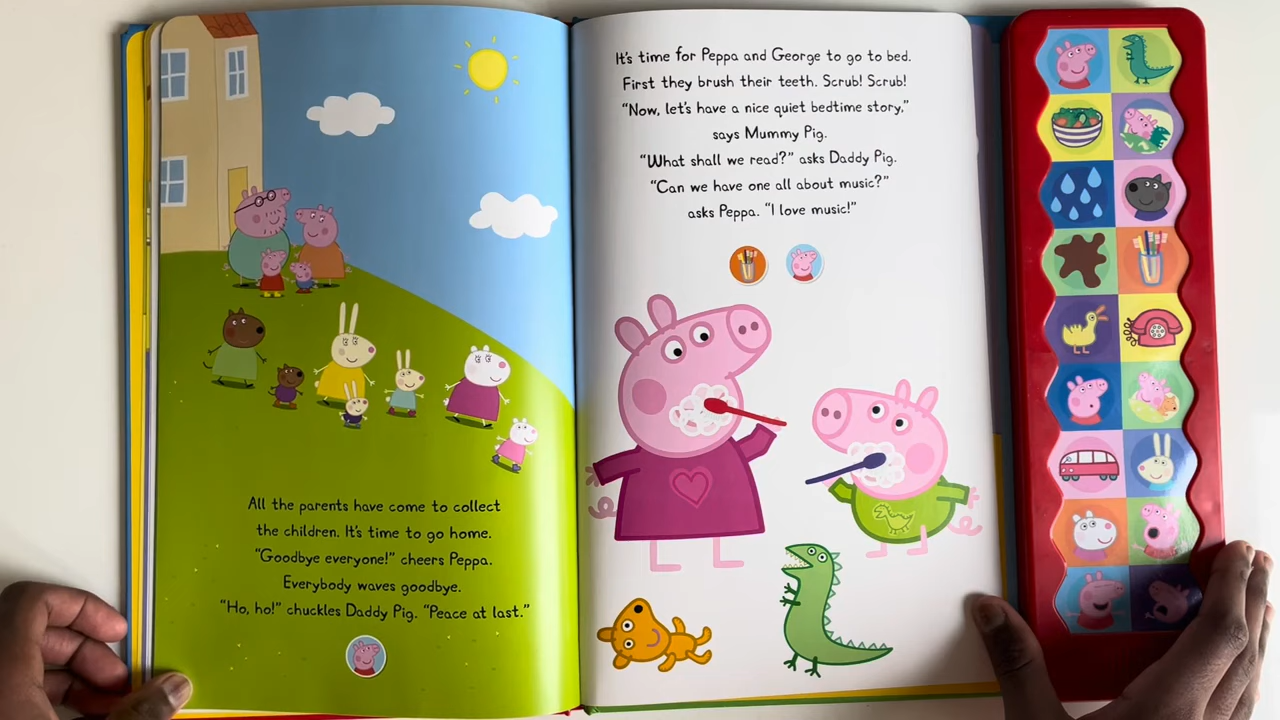 All the parents have come to collect
the children. It's time to go home.
"Goodbye everyone!" cheers Peppa.
Everybody waves goodbye.
"Ho, ho!" chuckles Daddy Pig. "Peace at last."
It's time for Peppa and George to go to bed.
First they brush their teeth. Scrub! Scrub!
"Now, let's have a nice quiet bedtime story,"
says Mummy Pig.
"What shall we read?" asks Daddy Pig.
"Can we have one all about music?"
asks Peppa. "I love music!"